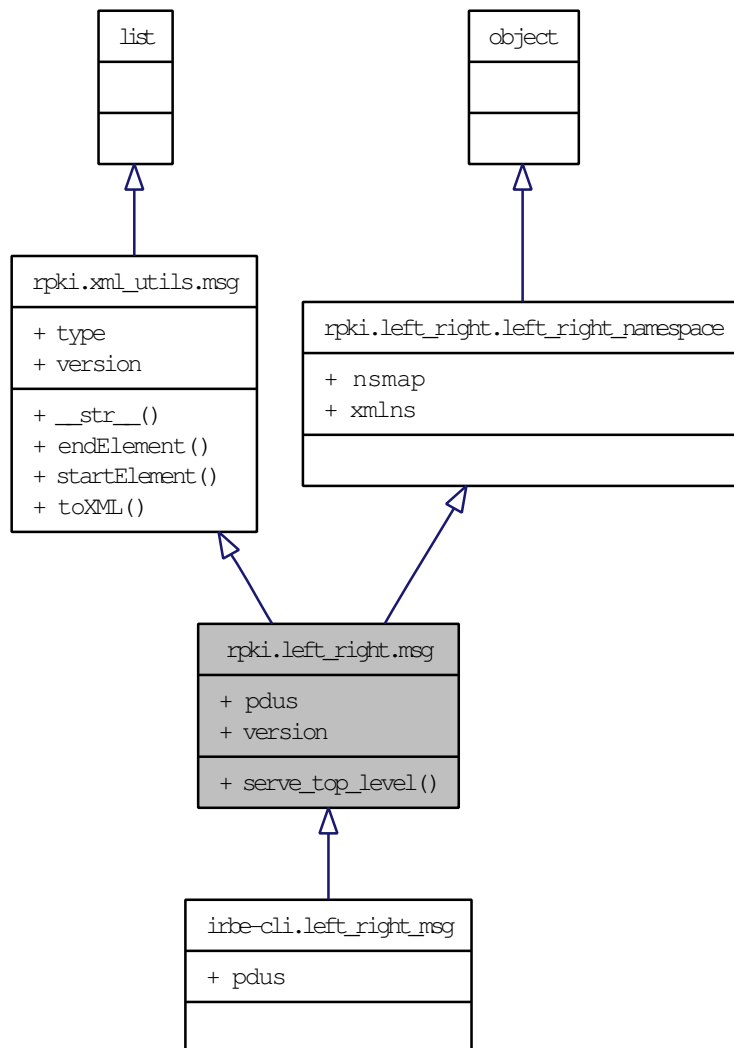 list
object
rpki.xml_utils.msg
+ type
+ version
+ __str__()
+ endElement()
+ startElement()
+ toXML()
rpki.left_right.left_right_namespace
+ nsmap
+ xmlns
rpki.left_right.msg
+ pdus
+ version
+ serve_top_level()
irbe-cli.left_right_msg
+ pdus